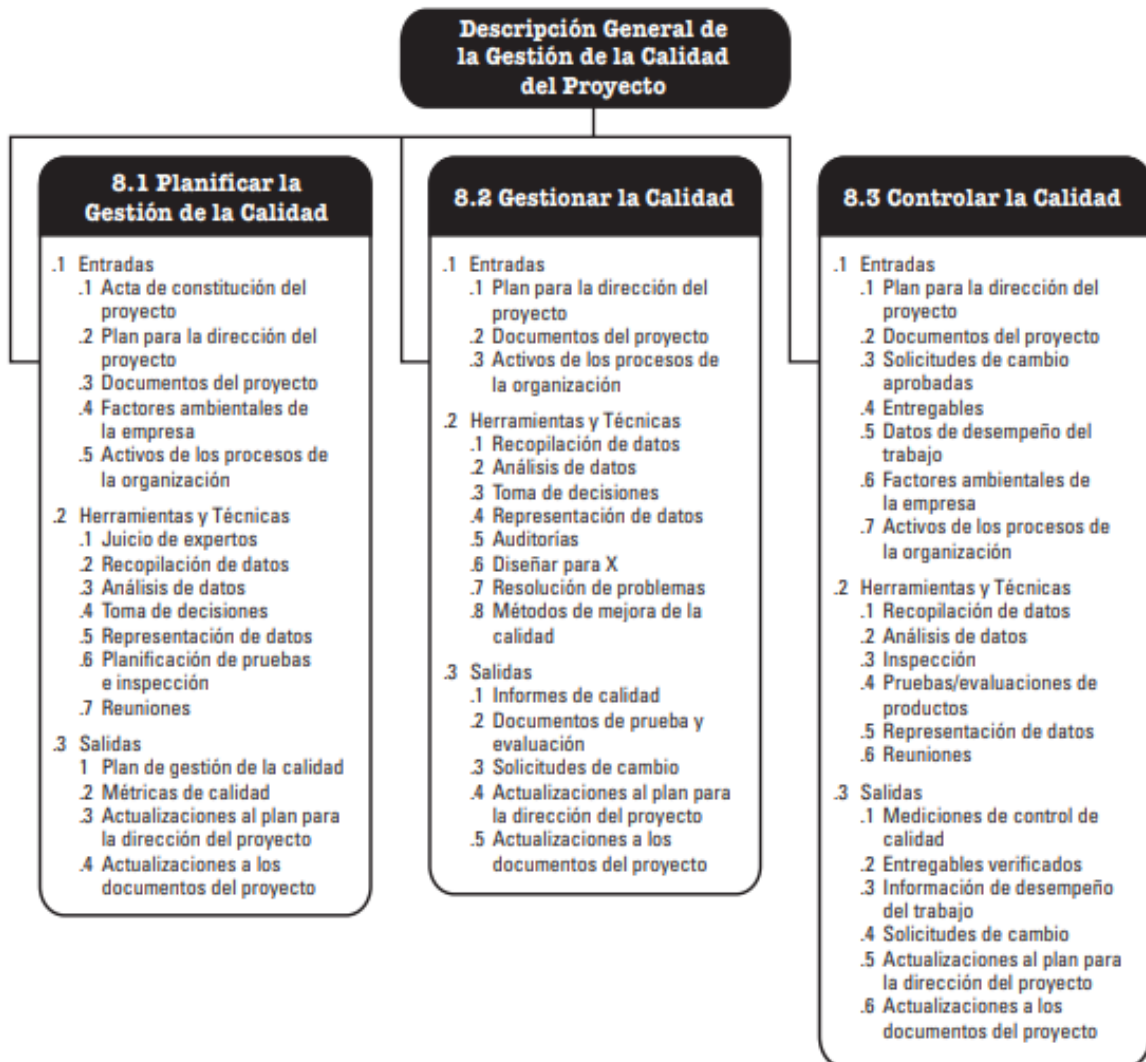 Descripción General de
la Gestión de la Calidad
del Proyecto
8.1 Planificar la
Gestión de la Calidad
.1 Entradas
.1 Acta de constitución del
proyecto
.2 Plan para la dirección del
proyecto
.3 Documentos del proyecto
.4 Factores ambientales de
la empresa
.5 Activos de los procesos de
la organización
.2 Herramientas y Técnicas
.1 Juicio de expertos
.2 Recopilación de datos
.3 Análisis de datos
.4 Toma de decisiones
.5 Representación de datos
.6 Planificación de pruebas
e inspección
.7 Reuniones
.3 Salidas
1 Plan de gestión de la calidad
.2 Métricas de calidad
.3 Actualizaciones al plan para
la dirección del proyecto
.4 Actualizaciones a los
documentos del proyecto
8.2 Gestionar la Calidad
.1 Entradas
.1 Plan para la dirección del
proyecto
.2 Documentos del proyecto
.3 Activos de los procesos de
la organización
.2 Herramientas y Técnicas
.1 Recopilación de datos
.2 Análisis de datos
.3 Toma de decisiones
.4 Representación de datos
.5 Auditorías
.6 Diseñar para X
.7 Resolución de problemas
.8 Métodos de mejora de la
calidad
.3 Salidas
.1 Informes de calidad
.2 Documentos de prueba y
evaluación
.3 Solicitudes de cambio
.4 Actualizaciones al plan para
la dirección del proyecto
.5 Actualizaciones a los
documentos del proyecto
8.3 Controlar la Calidad
.1 Entradas
.1 Plan para la dirección del
proyecto
.2 Documentos del proyecto
.3 Solicitudes de cambio
aprobadas
.4 Entregables
.5 Datos de desempeño del
trabajo
.6 Factores ambientales de
la empresa
.7 Activos de los procesos de
la organización
.2 Herramientas y Técnicas
.1 Recopilación de datos
.2 Análisis de datos
.3 Inspección
.4 Pruebas/evaluaciones de
productos
.5 Representación de datos
.6 Reuniones
.3 Salidas
.1 Mediciones de control de
calidad
.2 Entregables verificados
.3 Información de desempeño
del trabajo
.4 Solicitudes de cambio
.5 Actualizaciones al plan para
la dirección del proyecto
.6 Actualizaciones a los
documentos del proyecto